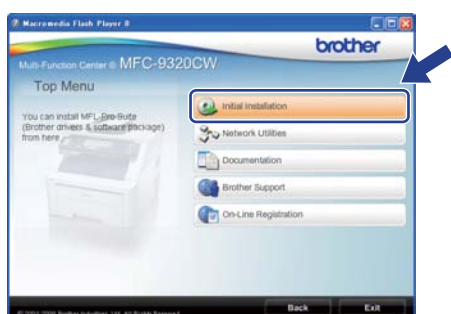 Macromedia Flash Player 8
brother
Multi-Function Center ® MFC-9320CW
Top Menu
You can install MFL-Pro Suite
(Brother drivers & software package)
from here.
Initial Installation
Network Utilities
Documentation
Brother Support
On-Line Registration
Back
Exit